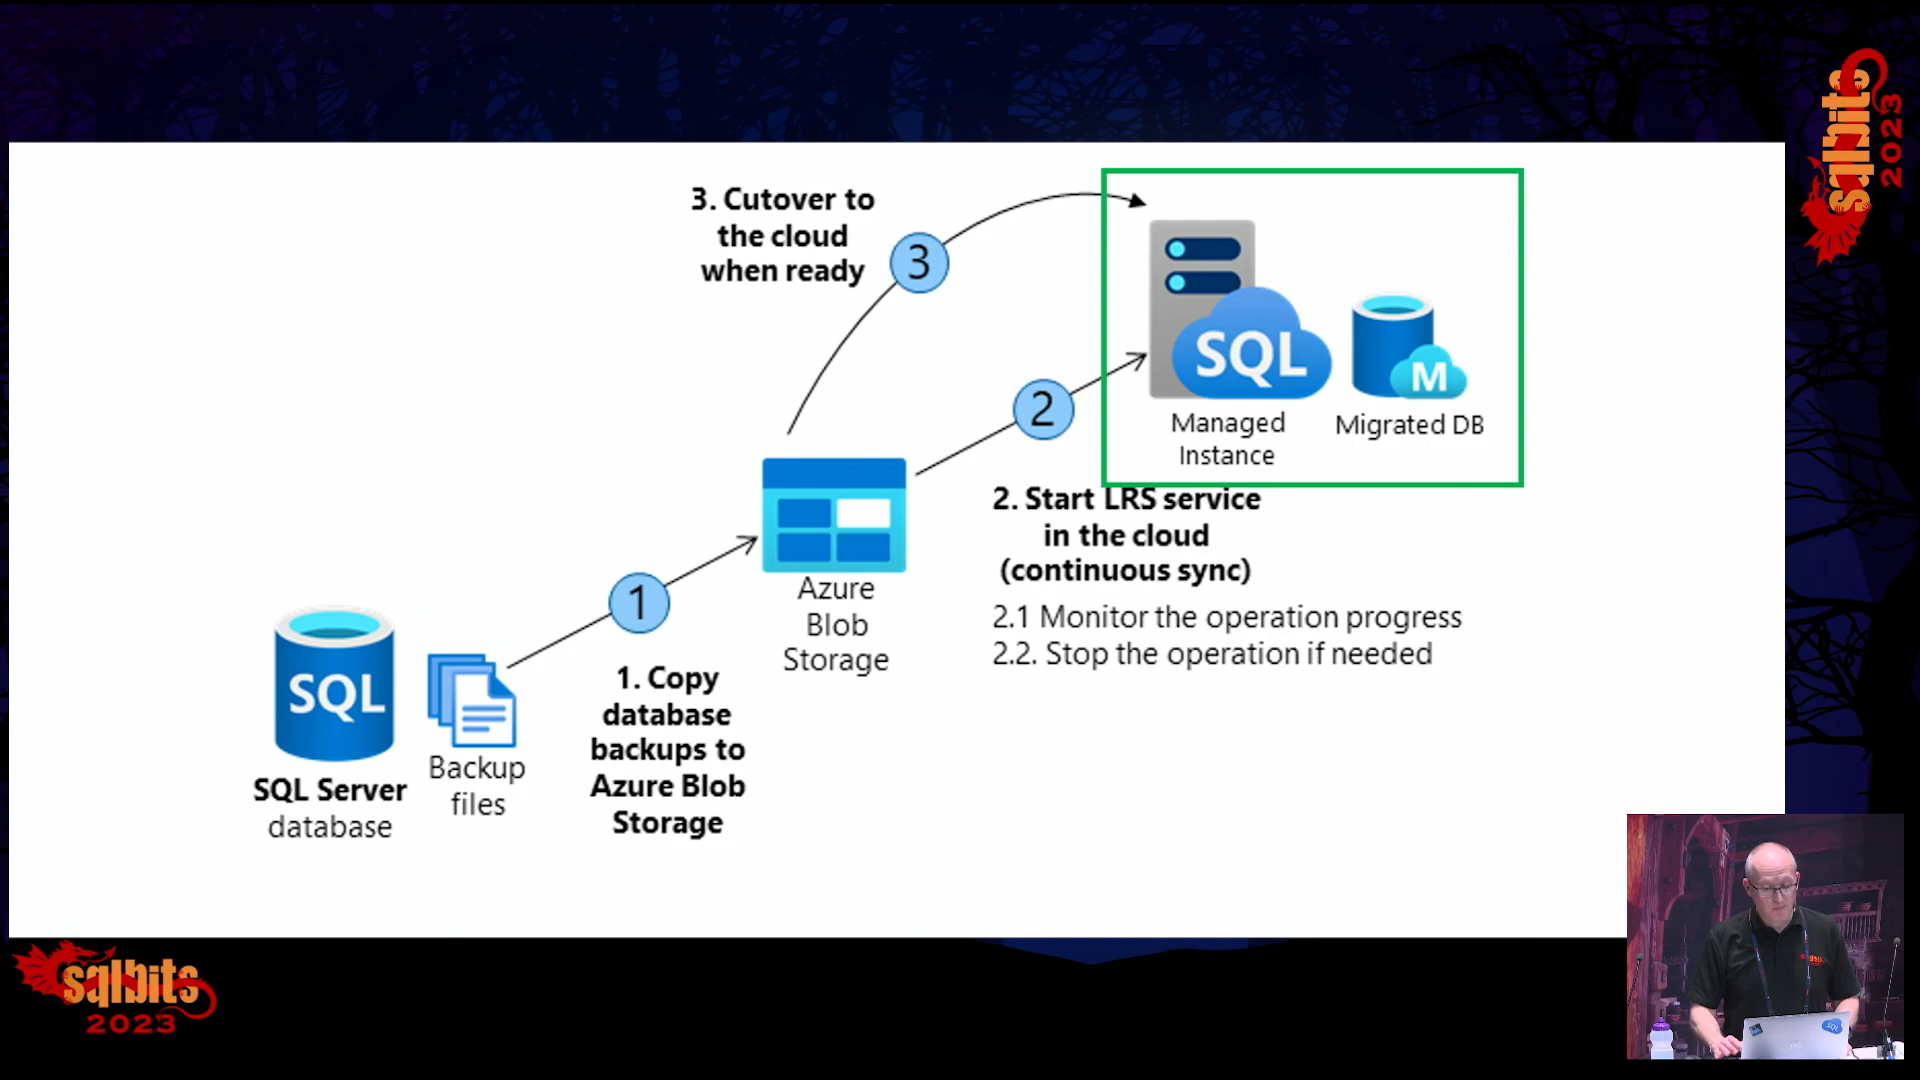 3. Cutover to
the cloud
when ready
3
SQL
M
Managed
Instance
Migrated DB
2
2. Start LRS service
in the cloud
(continuous sync)
2.1 Monitor the operation progress
2.2. Stop the operation if needed
Azure
Blob
Storage
1
1. Copy
database
backups to
Azure Blob
Storage
SQL
SQL Server
database
Backup
files
sqlbits
2023
sqlbits
2023
SQL